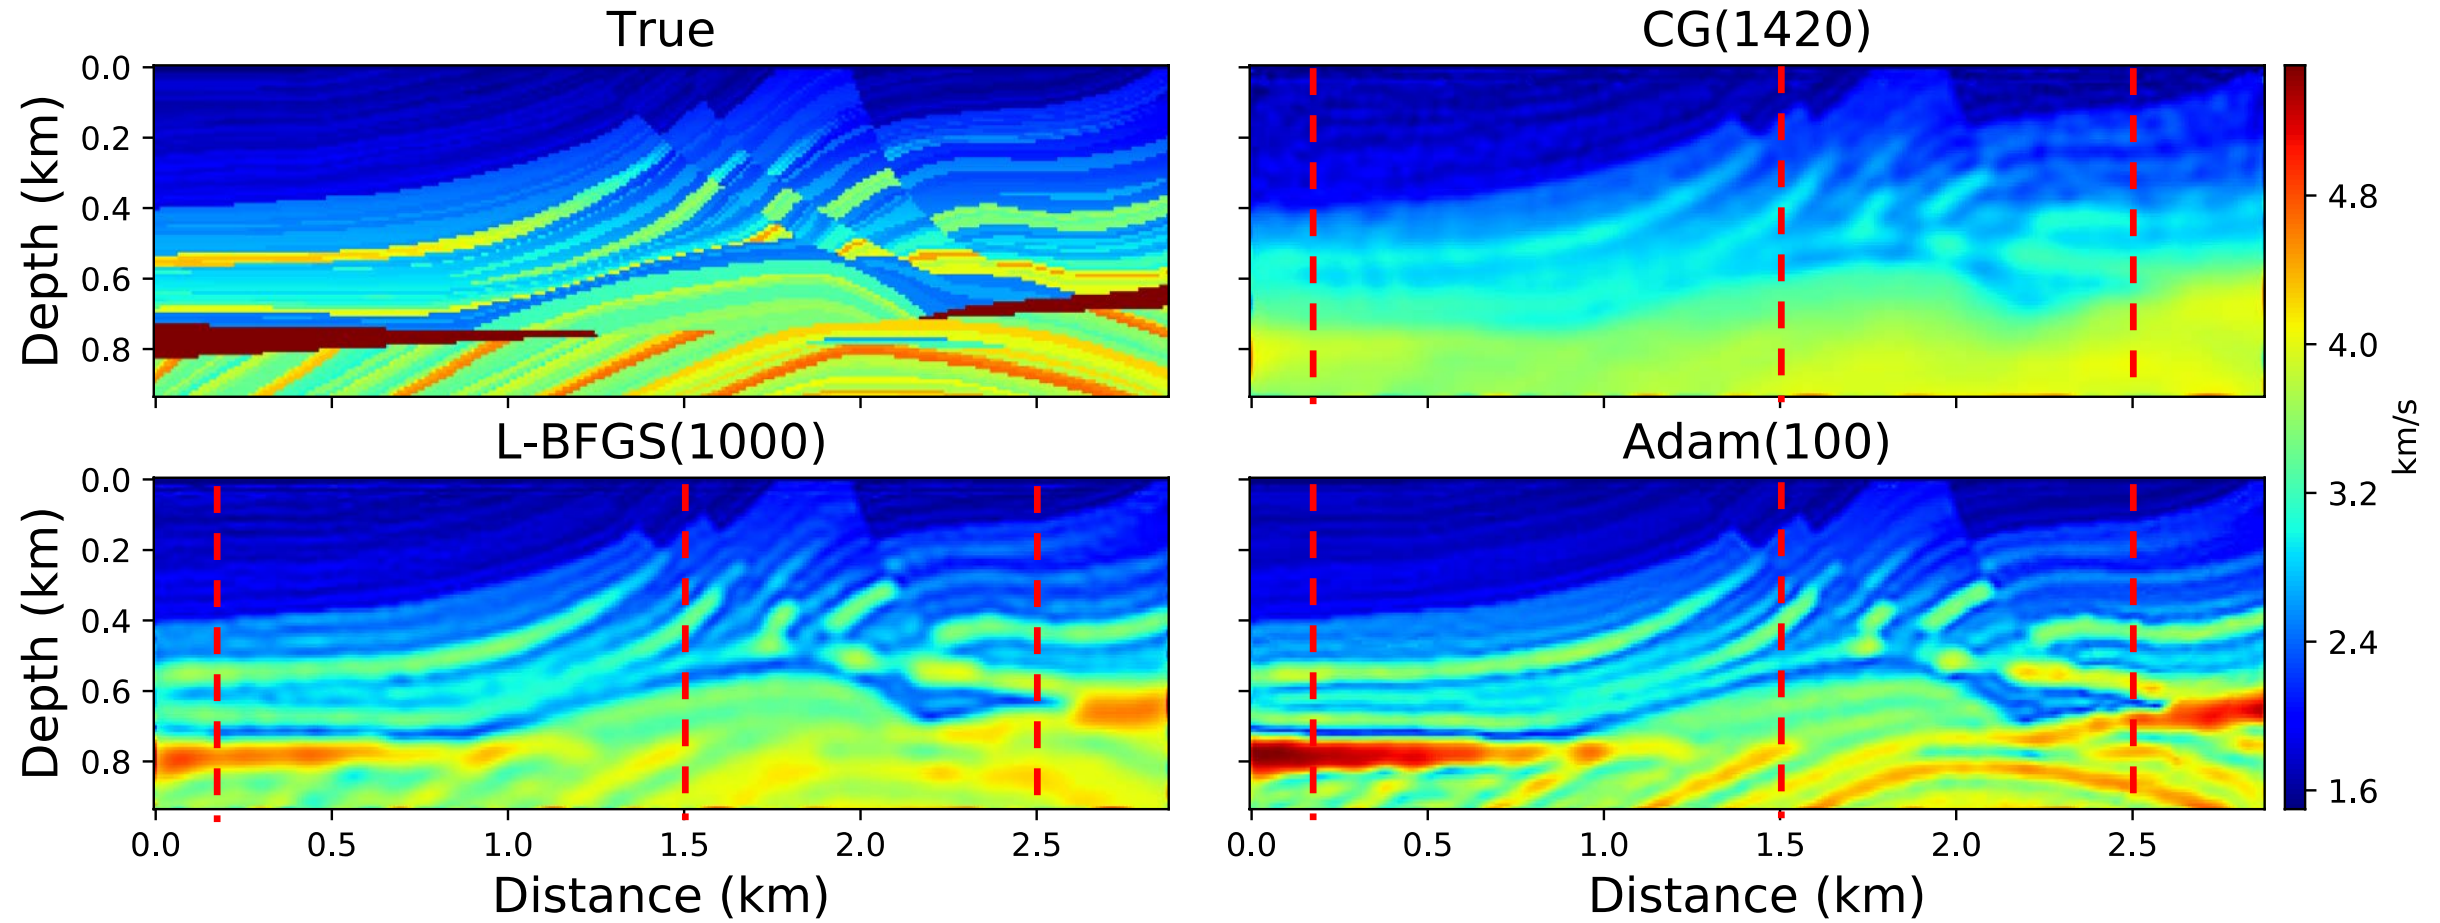 True
CG(1420)
0.0
0.2
0.4
0.6
0.8
Depth (km)
4.8
4.0
3.2
2.4
1.6
km/s
L-BFGS(1000)
Adam(100)
0.0
0.2
0.4
0.6
0.8
Depth (km)
0.0 0.5 1.0 1.5 2.0 2.5
0.0 0.5 1.0 1.5 2.0 2.5
Distance (km)
Distance (km)